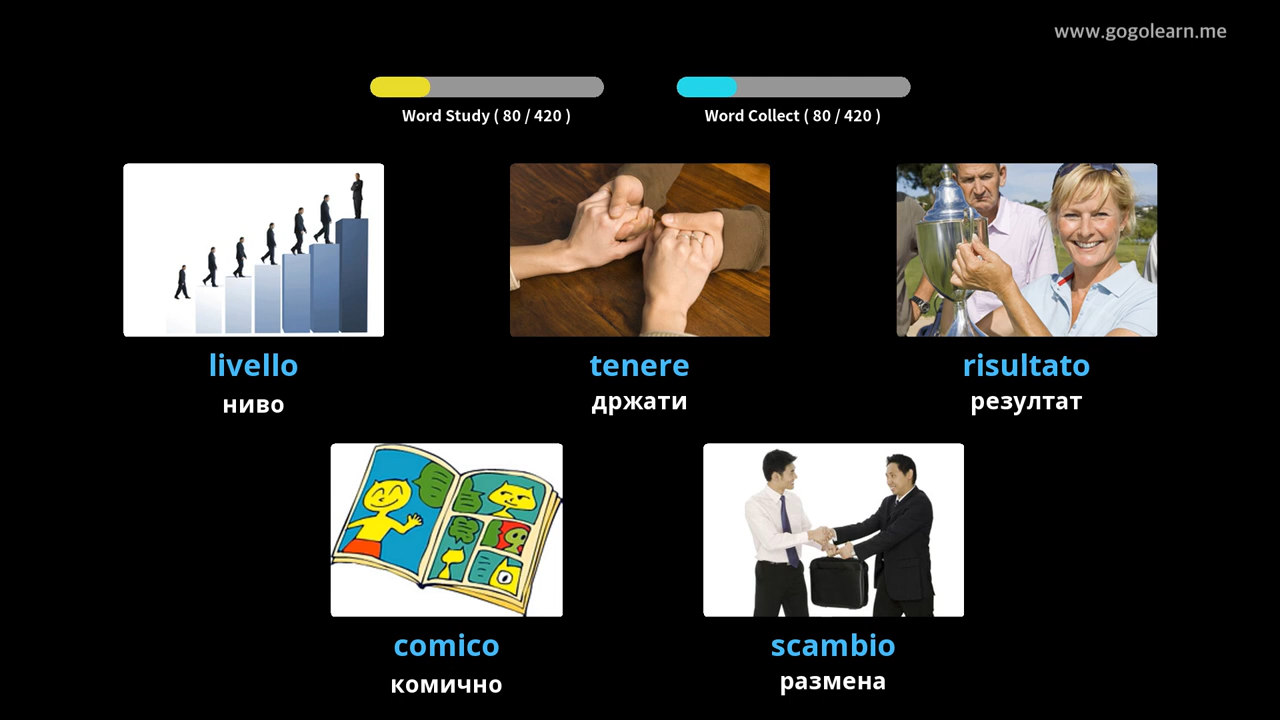 www.gogolearn.me
Word Study ( 80 / 420 )
Word Collect ( 80 / 420 )
livello
ниво
tenere
држати
risultato
резултат
comico
комично
scambio
размена